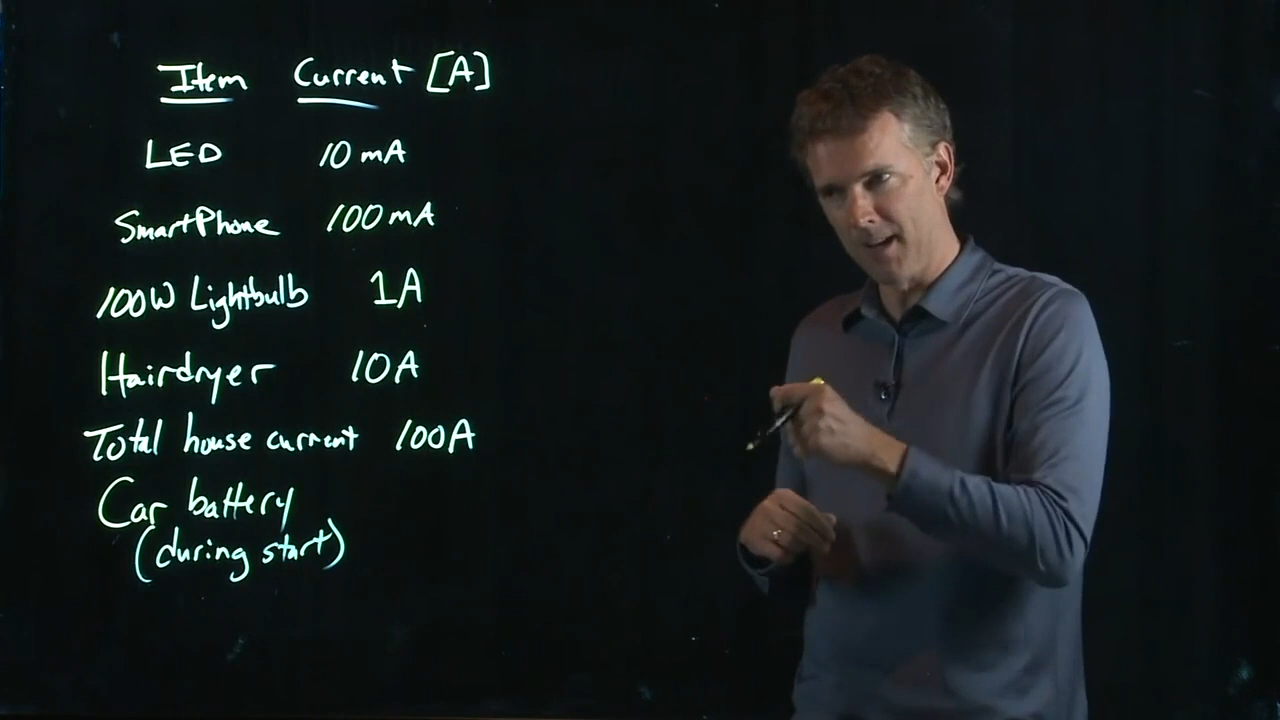 Item Current [A]
LED 10 mA
SmartPhone 100 mA
100W Lightbulb 1A
Hairdryer 10A
Total house current 100A
Car battery
(during start)